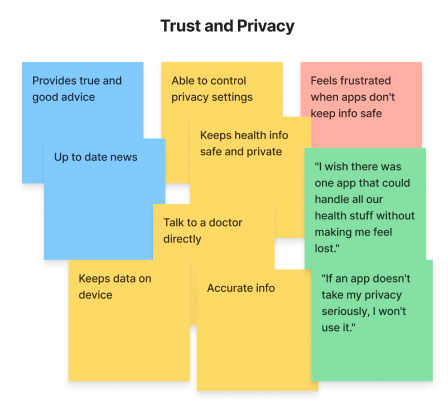 Trust and Privacy
Provides true and
good advice
Able to control
privacy settings
Feels frustrated
when apps don't
keep info safe
Up to date news
Keeps health info
safe and private
"I wish there was
one app that could
handle all our
health stuff without
making me feel
lost."
Talk to a doctor
directly
Keeps data on
device
Accurate info
"If an app doesn't
take my privacy
seriously, I won't
use it."